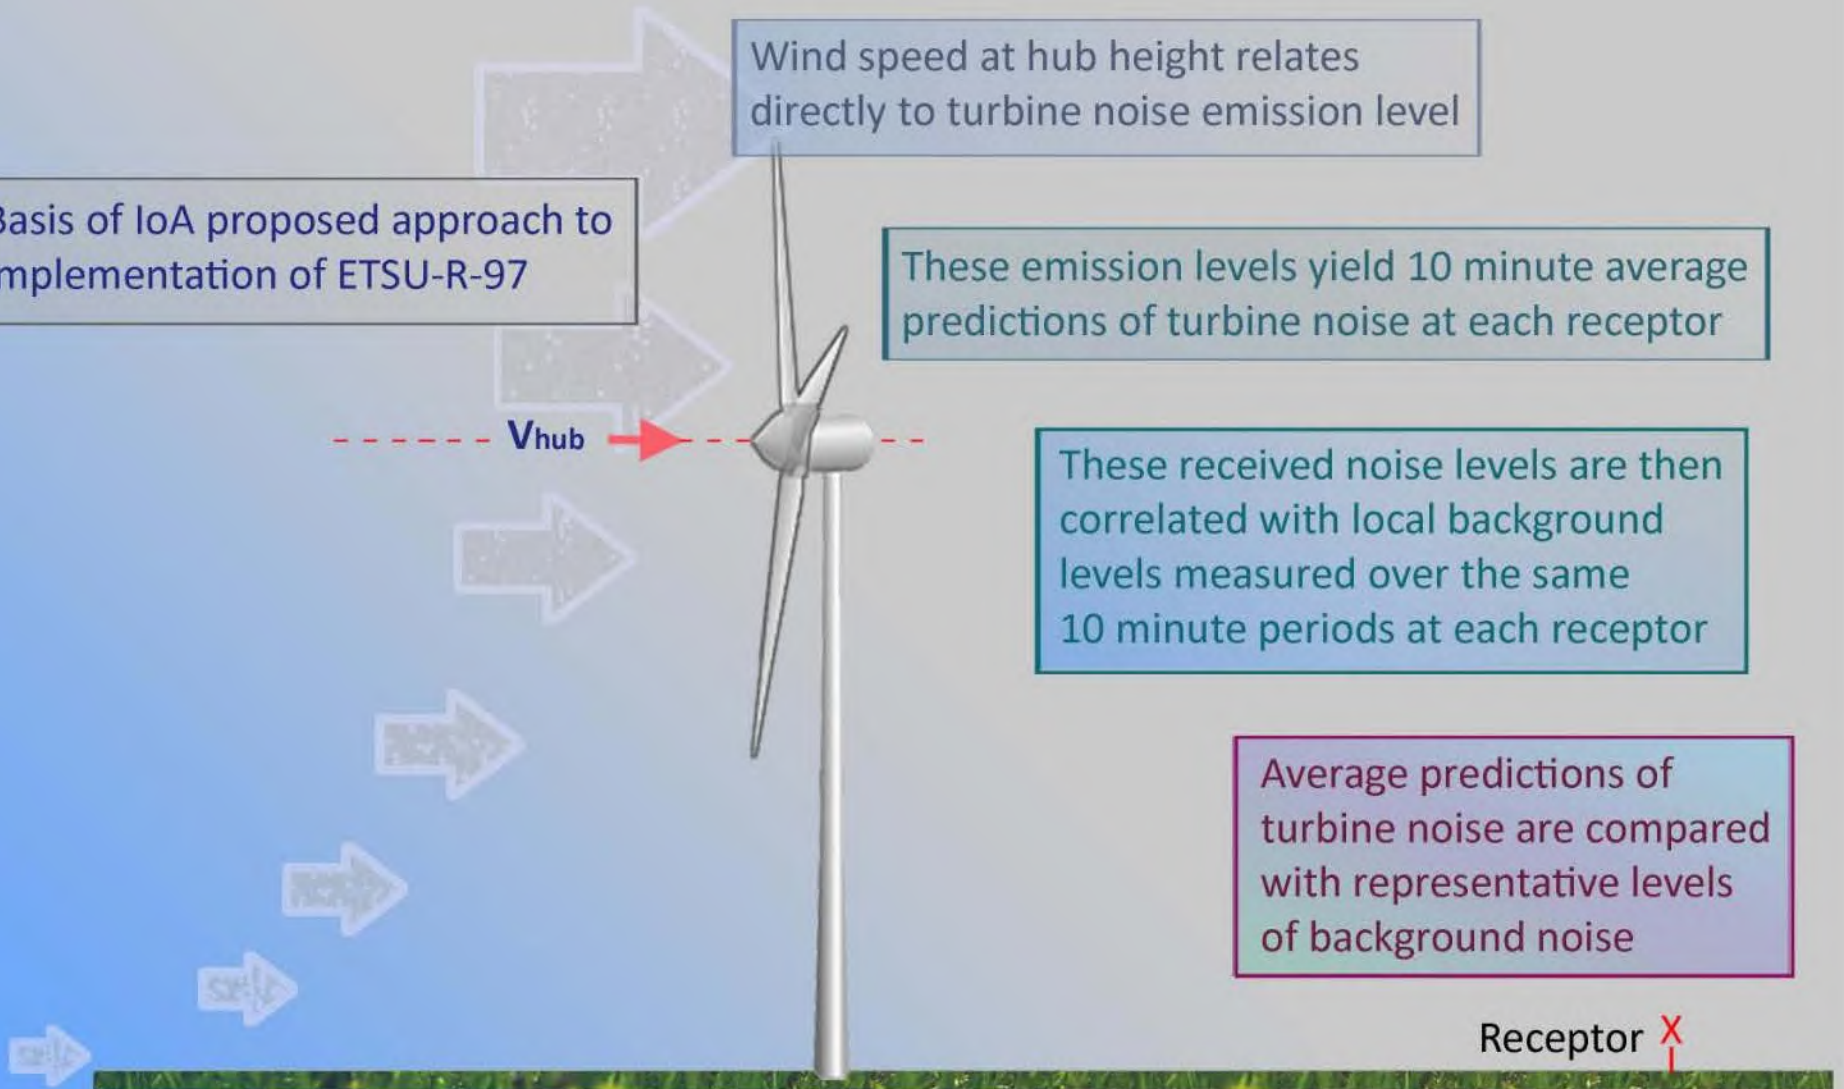 Wind speed at hub height relates
directly to turbine noise emission level
Basis of IoA proposed approach to
implementation of ETSU-R-97
These emission levels yield 10 minute average
predictions of turbine noise at each receptor
Vhub
These received noise levels are then
correlated with local background
levels measured over the same
10 minute periods at each receptor
Average predictions of
turbine noise are compared
with representative levels
of background noise
Receptor X